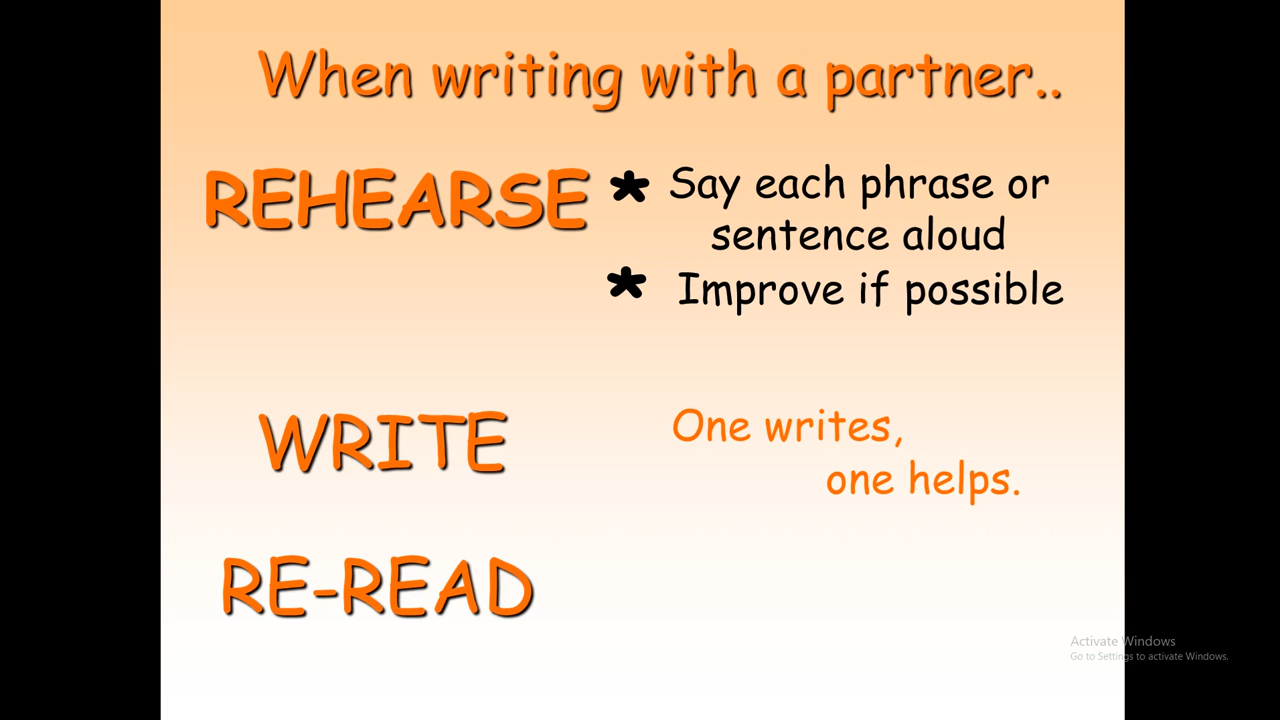 When writing with a partner..
REHEARSE
* Say each phrase or
sentence aloud
* Improve if possible
WRITE
One writes,
one helps.
RE-READ
Activate Windows
Go to Settings to activate Windows.